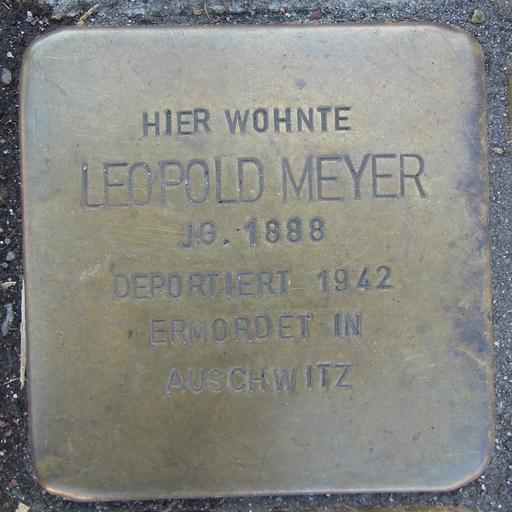 HIER WOHNTE
LEOPOLD MEYER
JG. 1888
DEPORTIERT 1942
ERMORDET IN
AUSCHWITZ